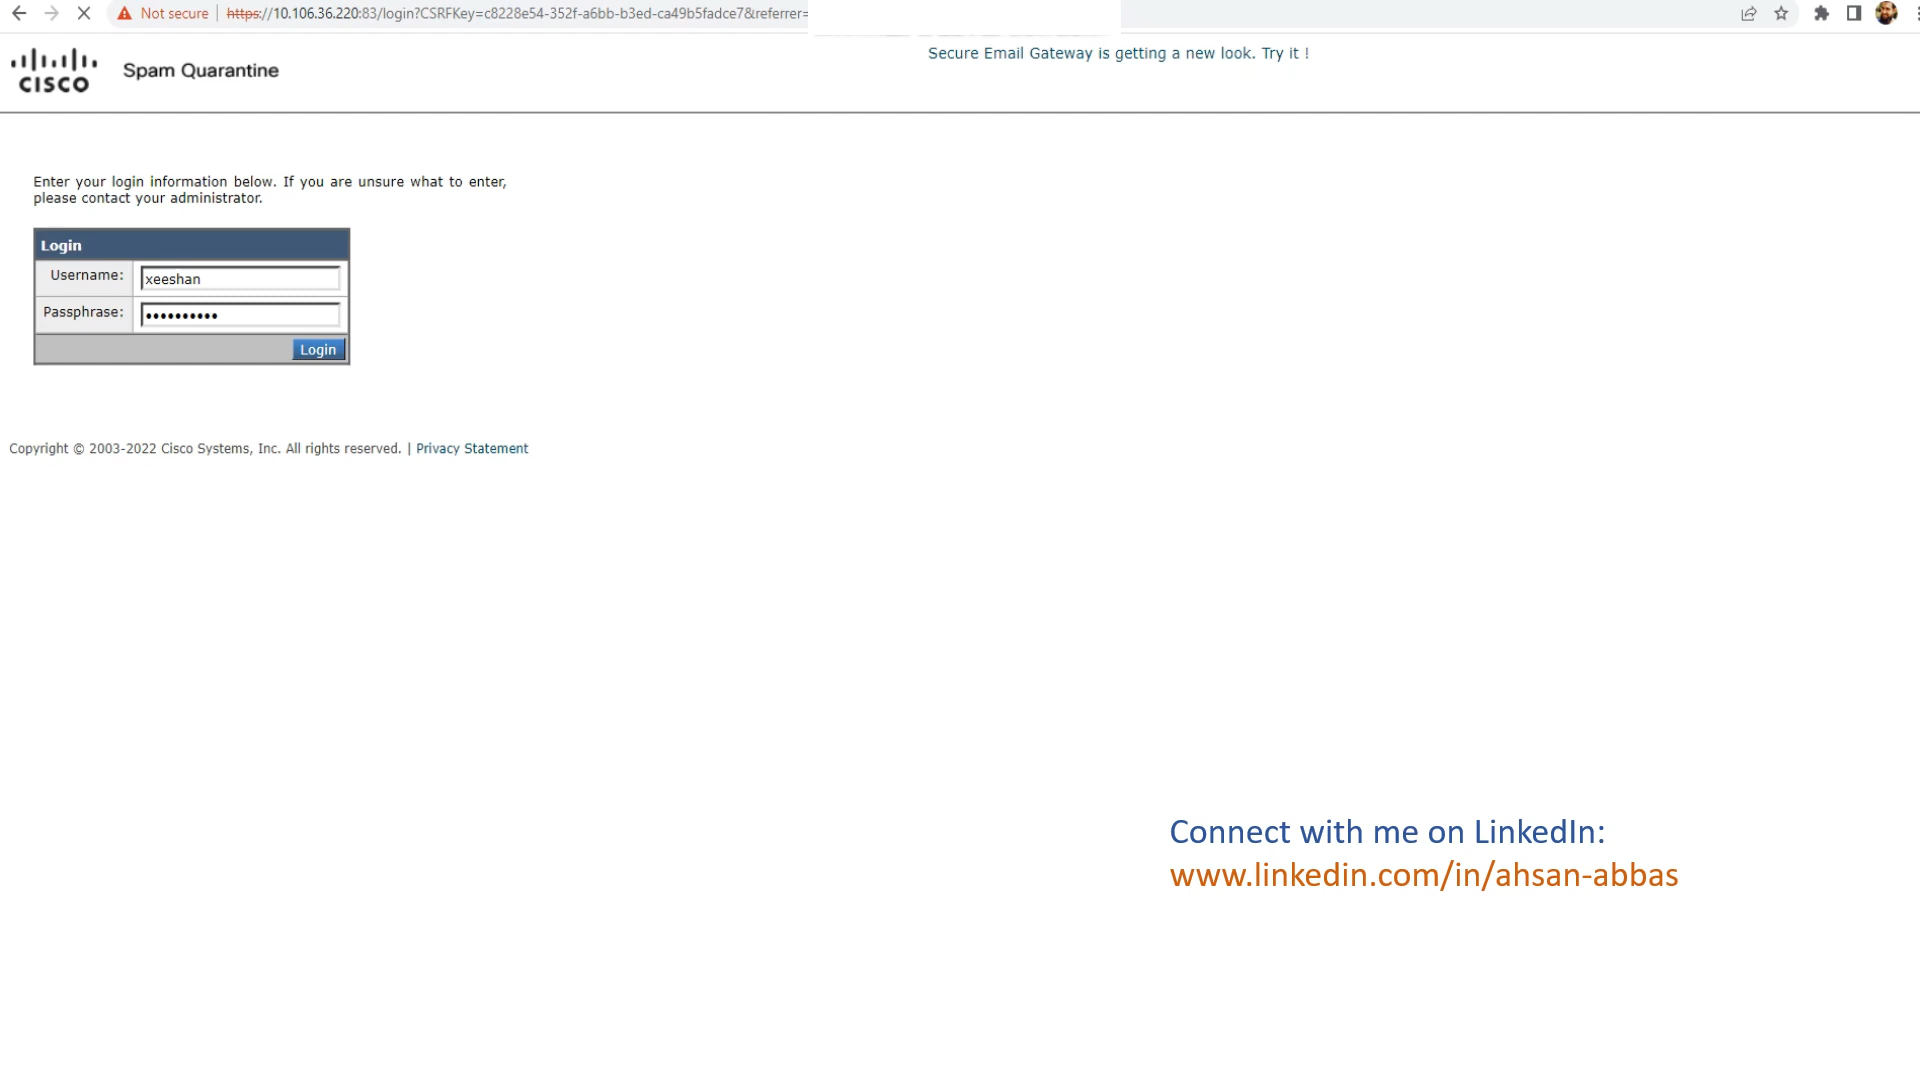 Not secure | https://10.106.36.220:83/login?CSRFKey=c8228e54-352f-a6bb-b3ed-ca49b5fadce7&referrer=
Secure Email Gateway is getting a new look. Try it !
CISCO
Spam Quarantine
Enter your login information below. If you are unsure what to enter,
please contact your administrator.
Login
Username: xeeshan
Passphrase: ••••••••••
Login
Copyright © 2003-2022 Cisco Systems, Inc. All rights reserved. | Privacy Statement
Connect with me on LinkedIn:
www.linkedin.com/in/ahsan-abbas